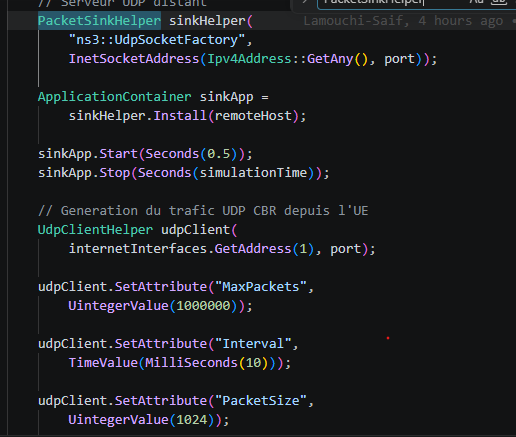 // Serveur UDP distant
PacketSinkHelper
PacketSinkHelper sinkHelper(
Lamouchi-Saif, 4 hours ago •
"ns3::UdpSocketFactory",
InetSocketAddress(Ipv4Address::GetAny(), port));
ApplicationContainer sinkApp =
sinkHelper.Install(remoteHost);
sinkApp.Start(Seconds(0.5));
sinkApp.Stop(Seconds(simulationTime));
// Generation du trafic UDP CBR depuis l'UE
UdpClientHelper udpClient(
internetInterfaces.GetAddress(1), port);
udpClient.SetAttribute("MaxPackets",
UintegerValue(1000000));
udpClient.SetAttribute("Interval",
TimeValue(MilliSeconds(10)));
udpClient.SetAttribute("PacketSize",
UintegerValue(1024));